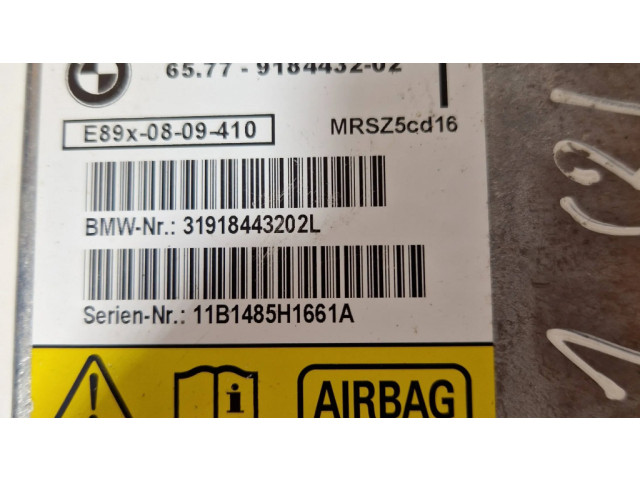 65.77 - 9184432-02
E89x-08-09-410
MRSZ5cd16
BMW-Nr.: 31918443202L
Serien-Nr.: 11B1485H1661A
AIRBAG